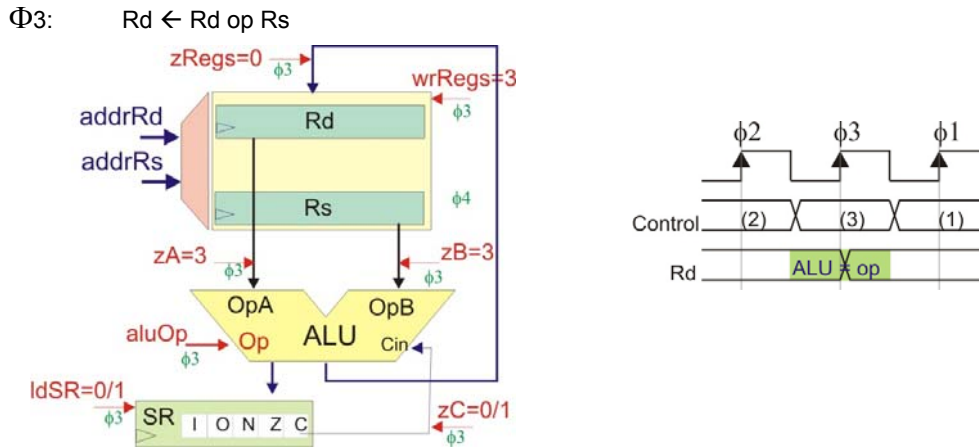 Φ3: Rd ← Rd op Rs
zRegs=0
ϕ3
wrRegs=3
ϕ3
addrRd
Rd
addrRs
Rs
ϕ4
zA=3
ϕ3
zB=3
ϕ3
OpA
OpB
aluOp
ϕ3
Op
ALU
Cin
ldSR=0/1
ϕ3
SR
I O N Z C
zC=0/1
ϕ3
ϕ2 ϕ3 ϕ1
Control (2) (3) (1)
Rd ALU = op